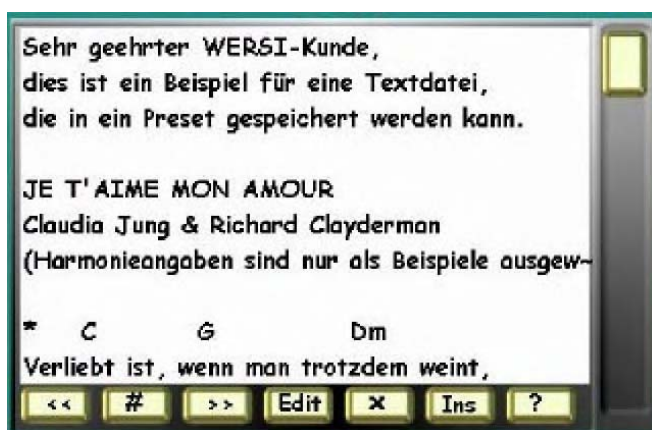 Sehr geehrter WERSI-Kunde,
dies ist ein Beispiel für eine Textdatei,
die in ein Preset gespeichert werden kann.
JE T'AIME MON AMOUR
Claudia Jung & Richard Clayderman
(Harmonieangaben sind nur als Beispiele ausgew~
* C G Dm
Verliebt ist, wenn man trotzdem weint,
<< # >> Edit x Ins ?